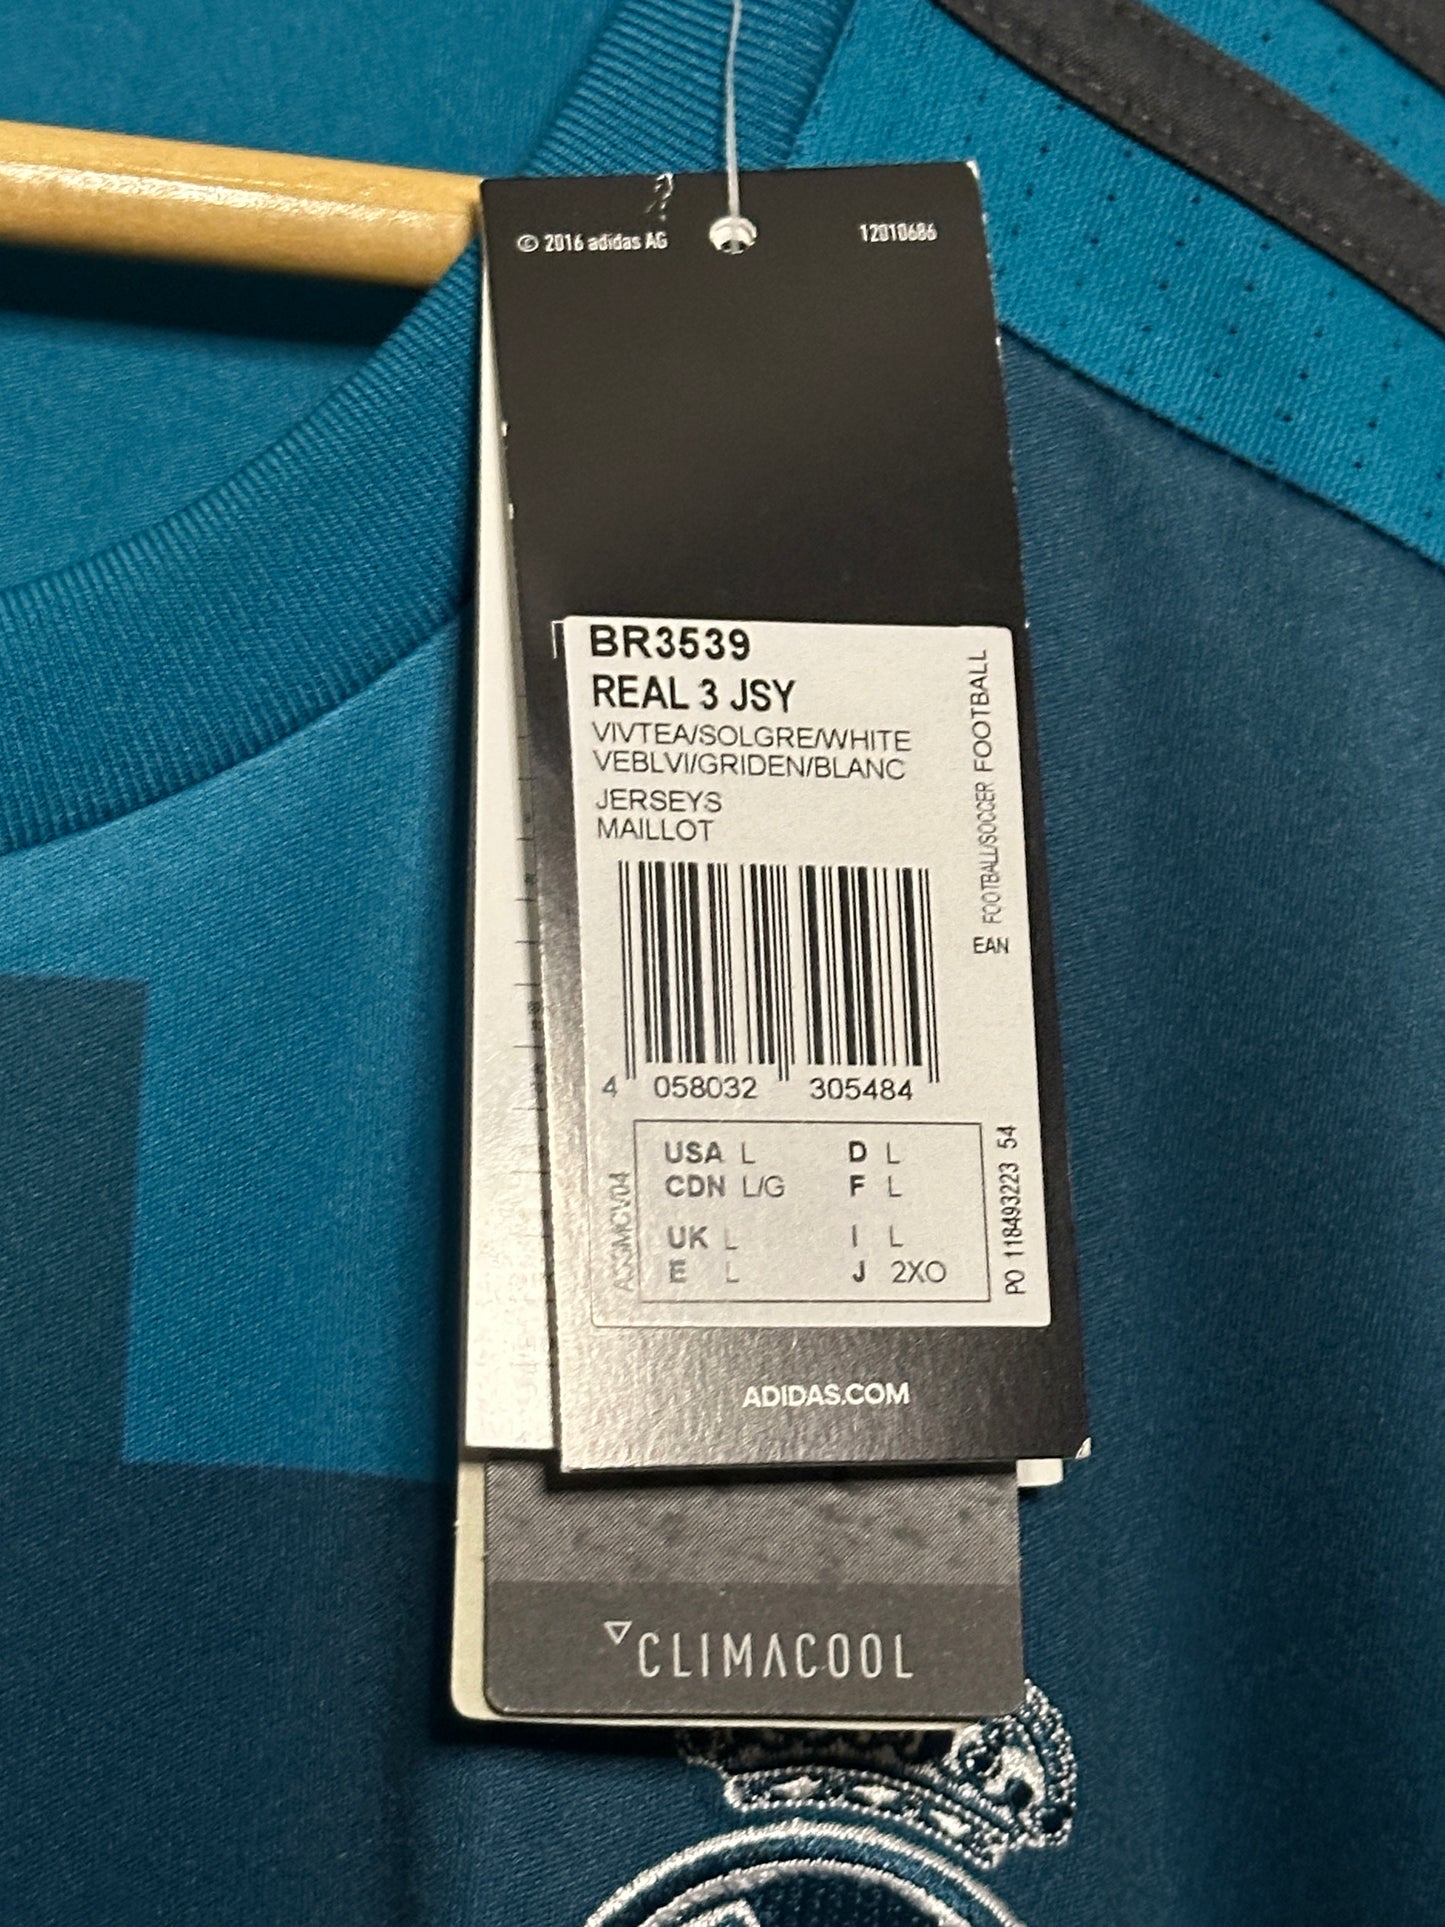 © 2016 adidas AG
12010686
BR3539
REAL 3 JSY
VIVTEA/SOLGRE/WHITE
VEBLVI/GRIDEN/BLANC
JERSEYS
MAILLOT
FOOTBALL/SOCCER FOOTBALL
EAN
4 058032 305484
USA L D L
CDN L/G F L
UK L I L
E L J 2XO
PO 118493223 54
ADIDAS.COM
CLIMACOOL